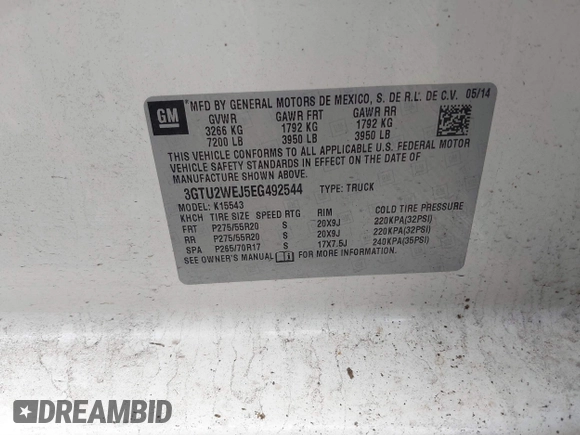 GM
MFD BY GENERAL MOTORS DE MEXICO, S. DE R.L. DE C.V. 05/14
GVWR GAWR FRT GAWR RR
3266 KG 1792 KG 1792 KG
7200 LB 3950 LB 3950 LB
THIS VEHICLE CONFORMS TO ALL APPLICABLE U.S. FEDERAL MOTOR
VEHICLE SAFETY STANDARDS IN EFFECT ON THE DATE OF
MANUFACTURE SHOWN ABOVE.
3GTU2WEJ5EG492544 TYPE: TRUCK
MODEL: K15543
KHCH TIRE SIZE SPEED RTG RIM COLD TIRE PRESSURE
FRT P275/55R20 S 20X9J 220KPA(32PSI)
RR P275/55R20 S 20X9J 220KPA(32PSI)
SPA P265/70R17 S 17X7.5J 240KPA(35PSI)
SEE OWNER'S MANUAL FOR MORE INFORMATION.
DREAMBID